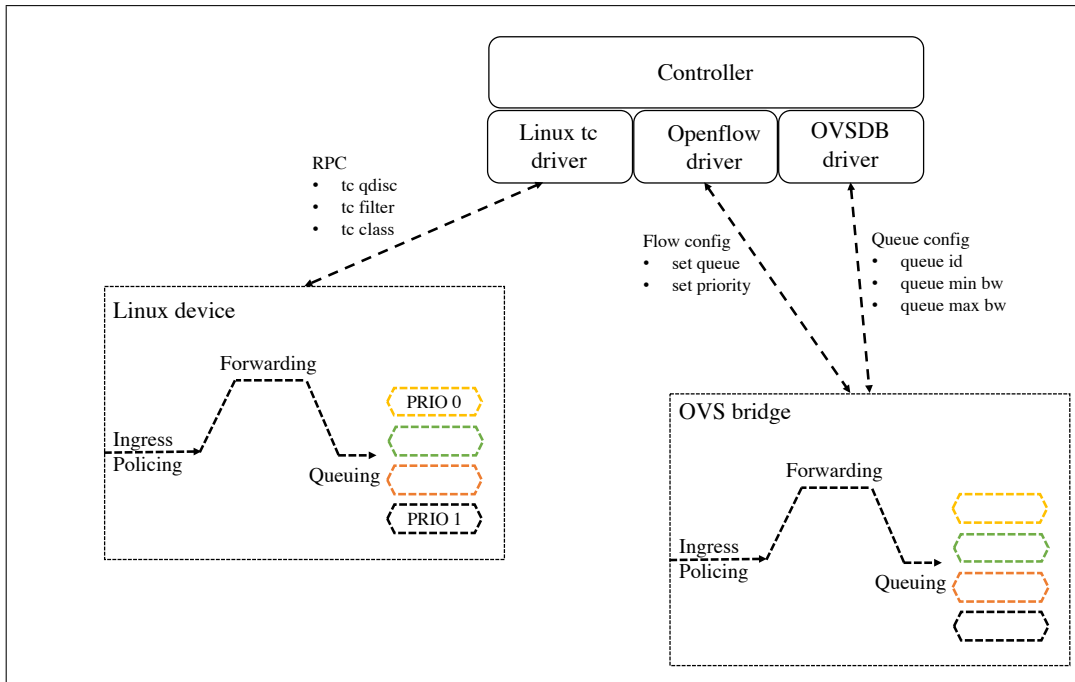 Controller
Linux tc
driver
Openflow
driver
OVSDB
driver
RPC
• tc qdisc
• tc filter
• tc class
Flow config
• set queue
• set priority
Queue config
• queue id
• queue min bw
• queue max bw
Linux device
Forwarding
Ingress
Policing
Queuing
PRIO 0
PRIO 1
OVS bridge
Forwarding
Ingress
Policing
Queuing